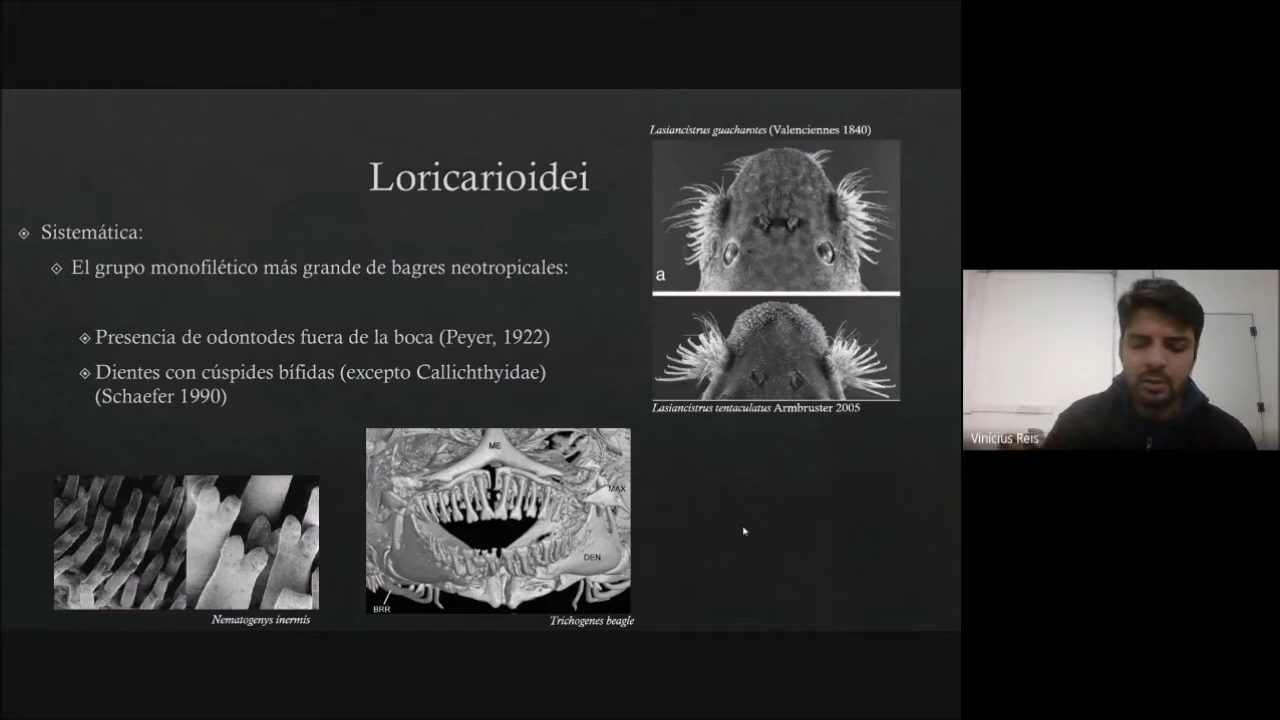 Lasiancistrus guacharotes (Valenciennes 1840)
Loricarioidei
Sistemática:
El grupo monofilético más grande de bagres neotropicales:
a
Presencia de odontodes fuera de la boca (Peyer, 1922)
Dientes con cúspides bífidas (excepto Callichthyidae)
(Schaefer 1990)
Lasiancistrus tentaculatus Armbruster 2005
Vinícius Reis
ME
MAX
DEN
BRR
Nematogenys inermis
Trichogenes beagle